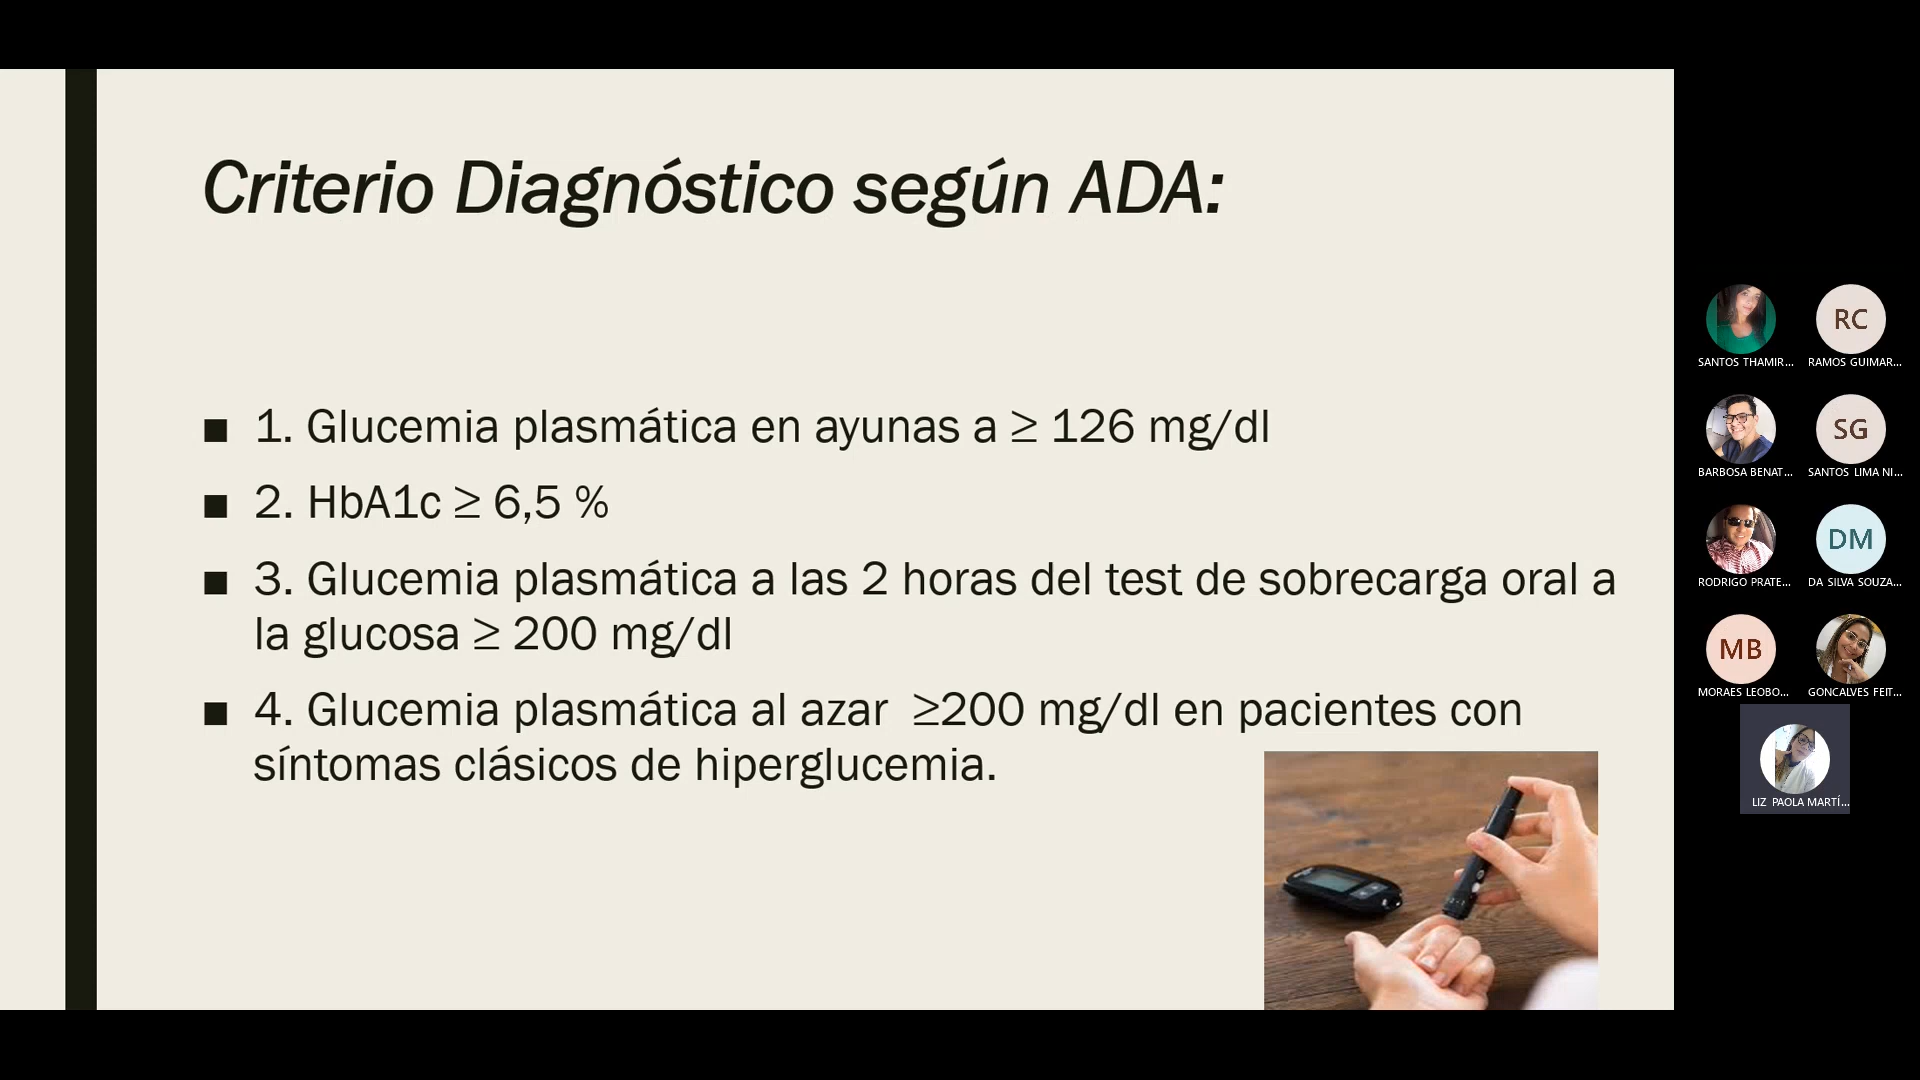 Criterio Diagnóstico según ADA:
■ 1. Glucemia plasmática en ayunas a ≥ 126 mg/dl
■ 2. HbA1c ≥ 6,5 %
■ 3. Glucemia plasmática a las 2 horas del test de sobrecarga oral a
la glucosa ≥ 200 mg/dl
■ 4. Glucemia plasmática al azar  ≥200 mg/dl en pacientes con
síntomas clásicos de hiperglucemia.
RC
SANTOS THAMIR...
RAMOS GUIMAR...
SG
BARBOSA BENAT...
SANTOS LIMA NI...
DM
RODRIGO PRATE...
DA SILVA SOUZA...
MB
MORAES LEOBO...
GONCALVES FEIT...
LIZ PAOLA MARTÍ...